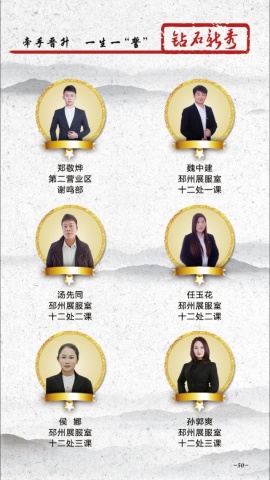 牵手晋升 一生一“誓”
钻石新秀
郑敬烨
第二营业区
谢鸣部
魏中建
邳州展服室
十二处一课
汤先同
邳州展服室
十二处二课
任玉花
邳州展服室
十二处二课
侯 娜
邳州展服室
十二处三课
孙郭爽
邳州展服室
十二处三课
~50~